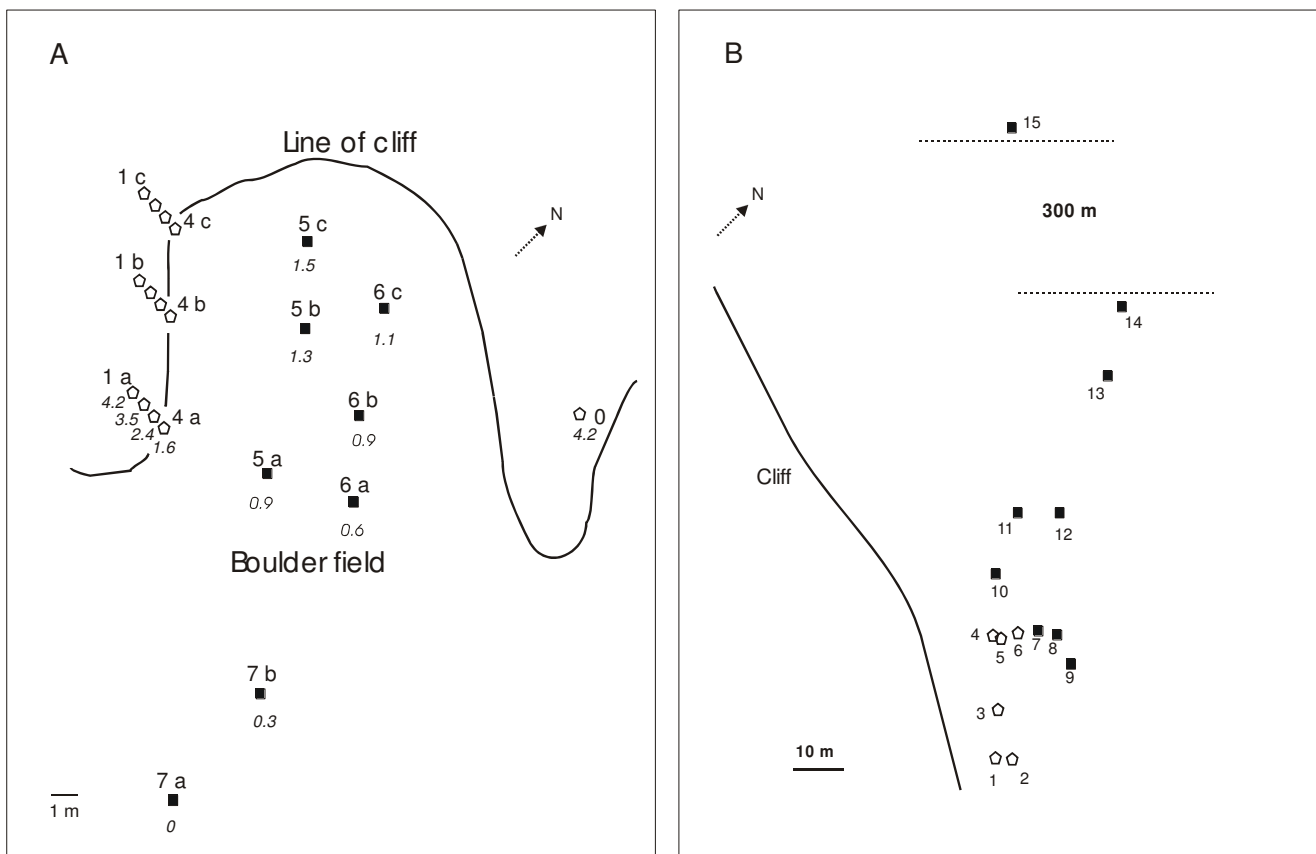 A
Line of cliff
1 c
4 c
5 c
1.5
N
1 b
4 b
5 b
1.3
6 c
1.1
1 a
4.2
3.5
2.4
1.6
4 a
6 b
0.9
0
4.2
5 a
0.9
6 a
0.6
Boulder field
7 b
0.3
7 a
0
1 m
B
15
N
300 m
14
13
Cliff
11
12
10
4
5
6
7
8
9
3
10 m
1
2